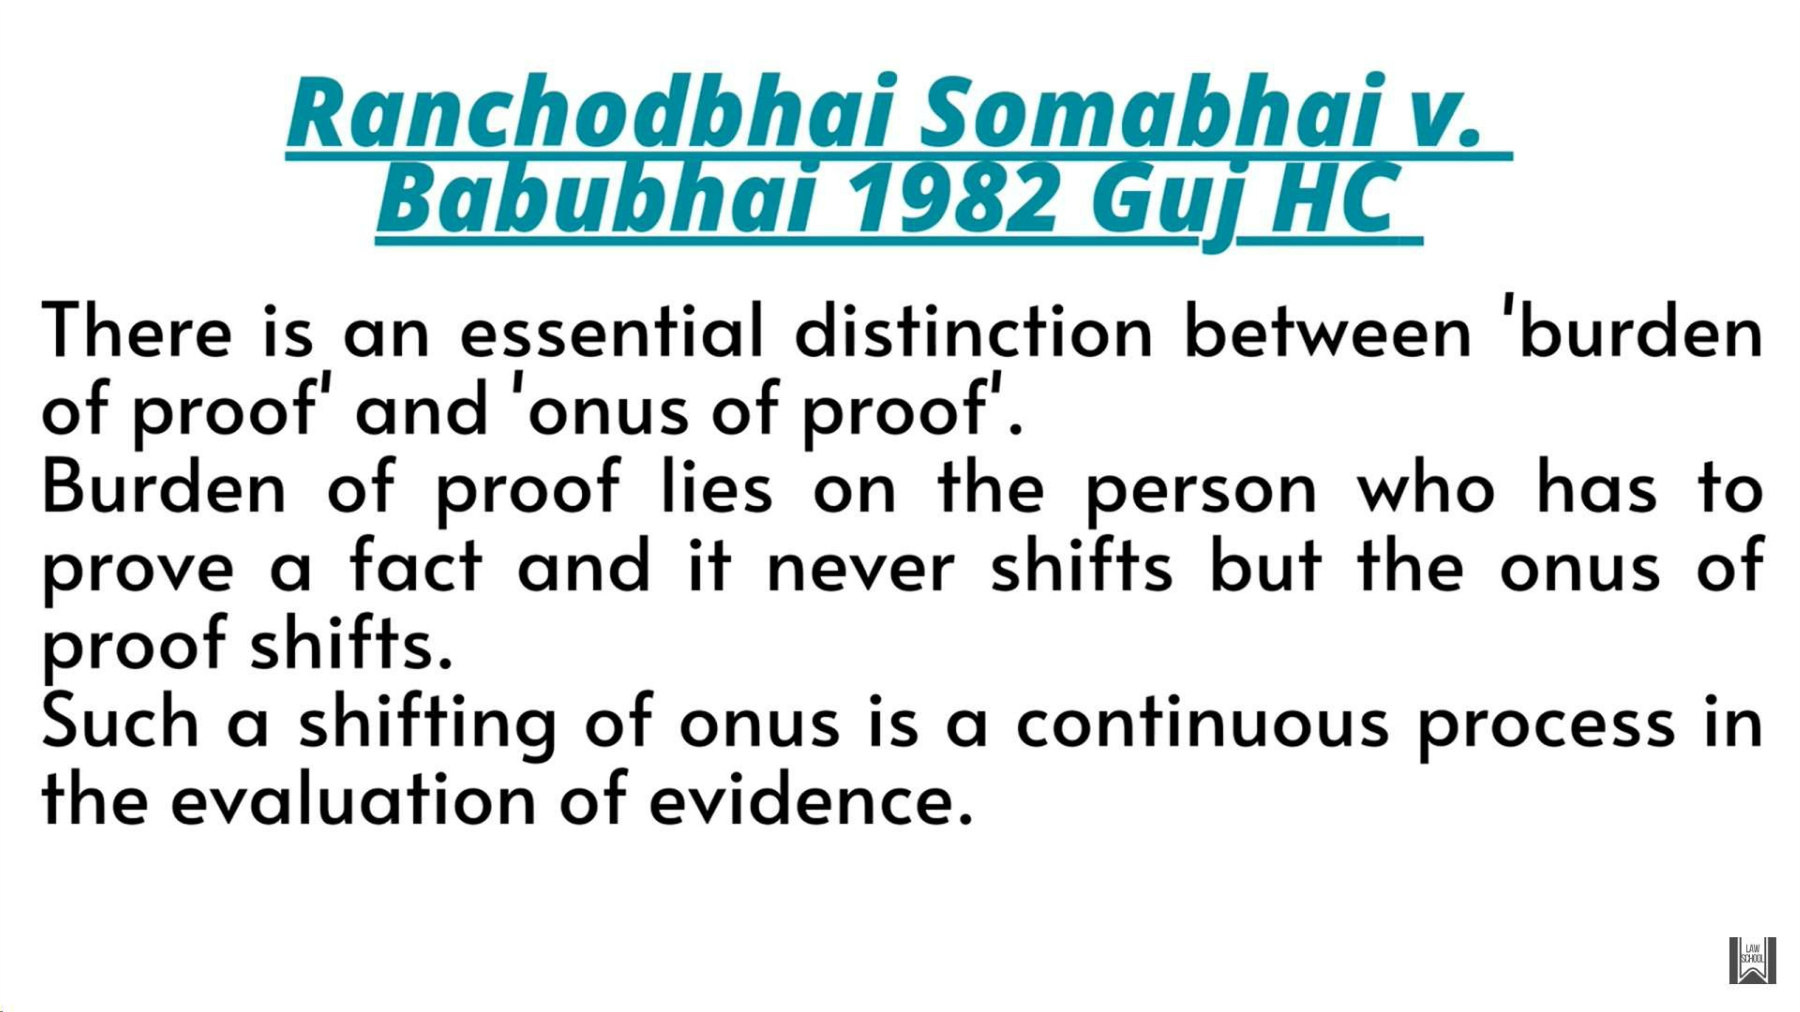 Ranchodbhai Somabhai v.
Babubhai 1982 Guj HC
There is an essential distinction between 'burden
of proof' and 'onus of proof'.
Burden of proof lies on the person who has to
prove a fact and it never shifts but the onus of
proof shifts.
Such a shifting of onus is a continuous process in
the evaluation of evidence.
LAW
SCHOOL